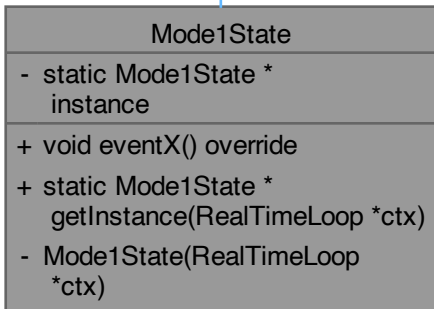 Mode1State
- static Mode1State *
instance
+ void eventX() override
+ static Mode1State *
getInstance(RealTimeLoop *ctx)
- Mode1State(RealTimeLoop
*ctx)